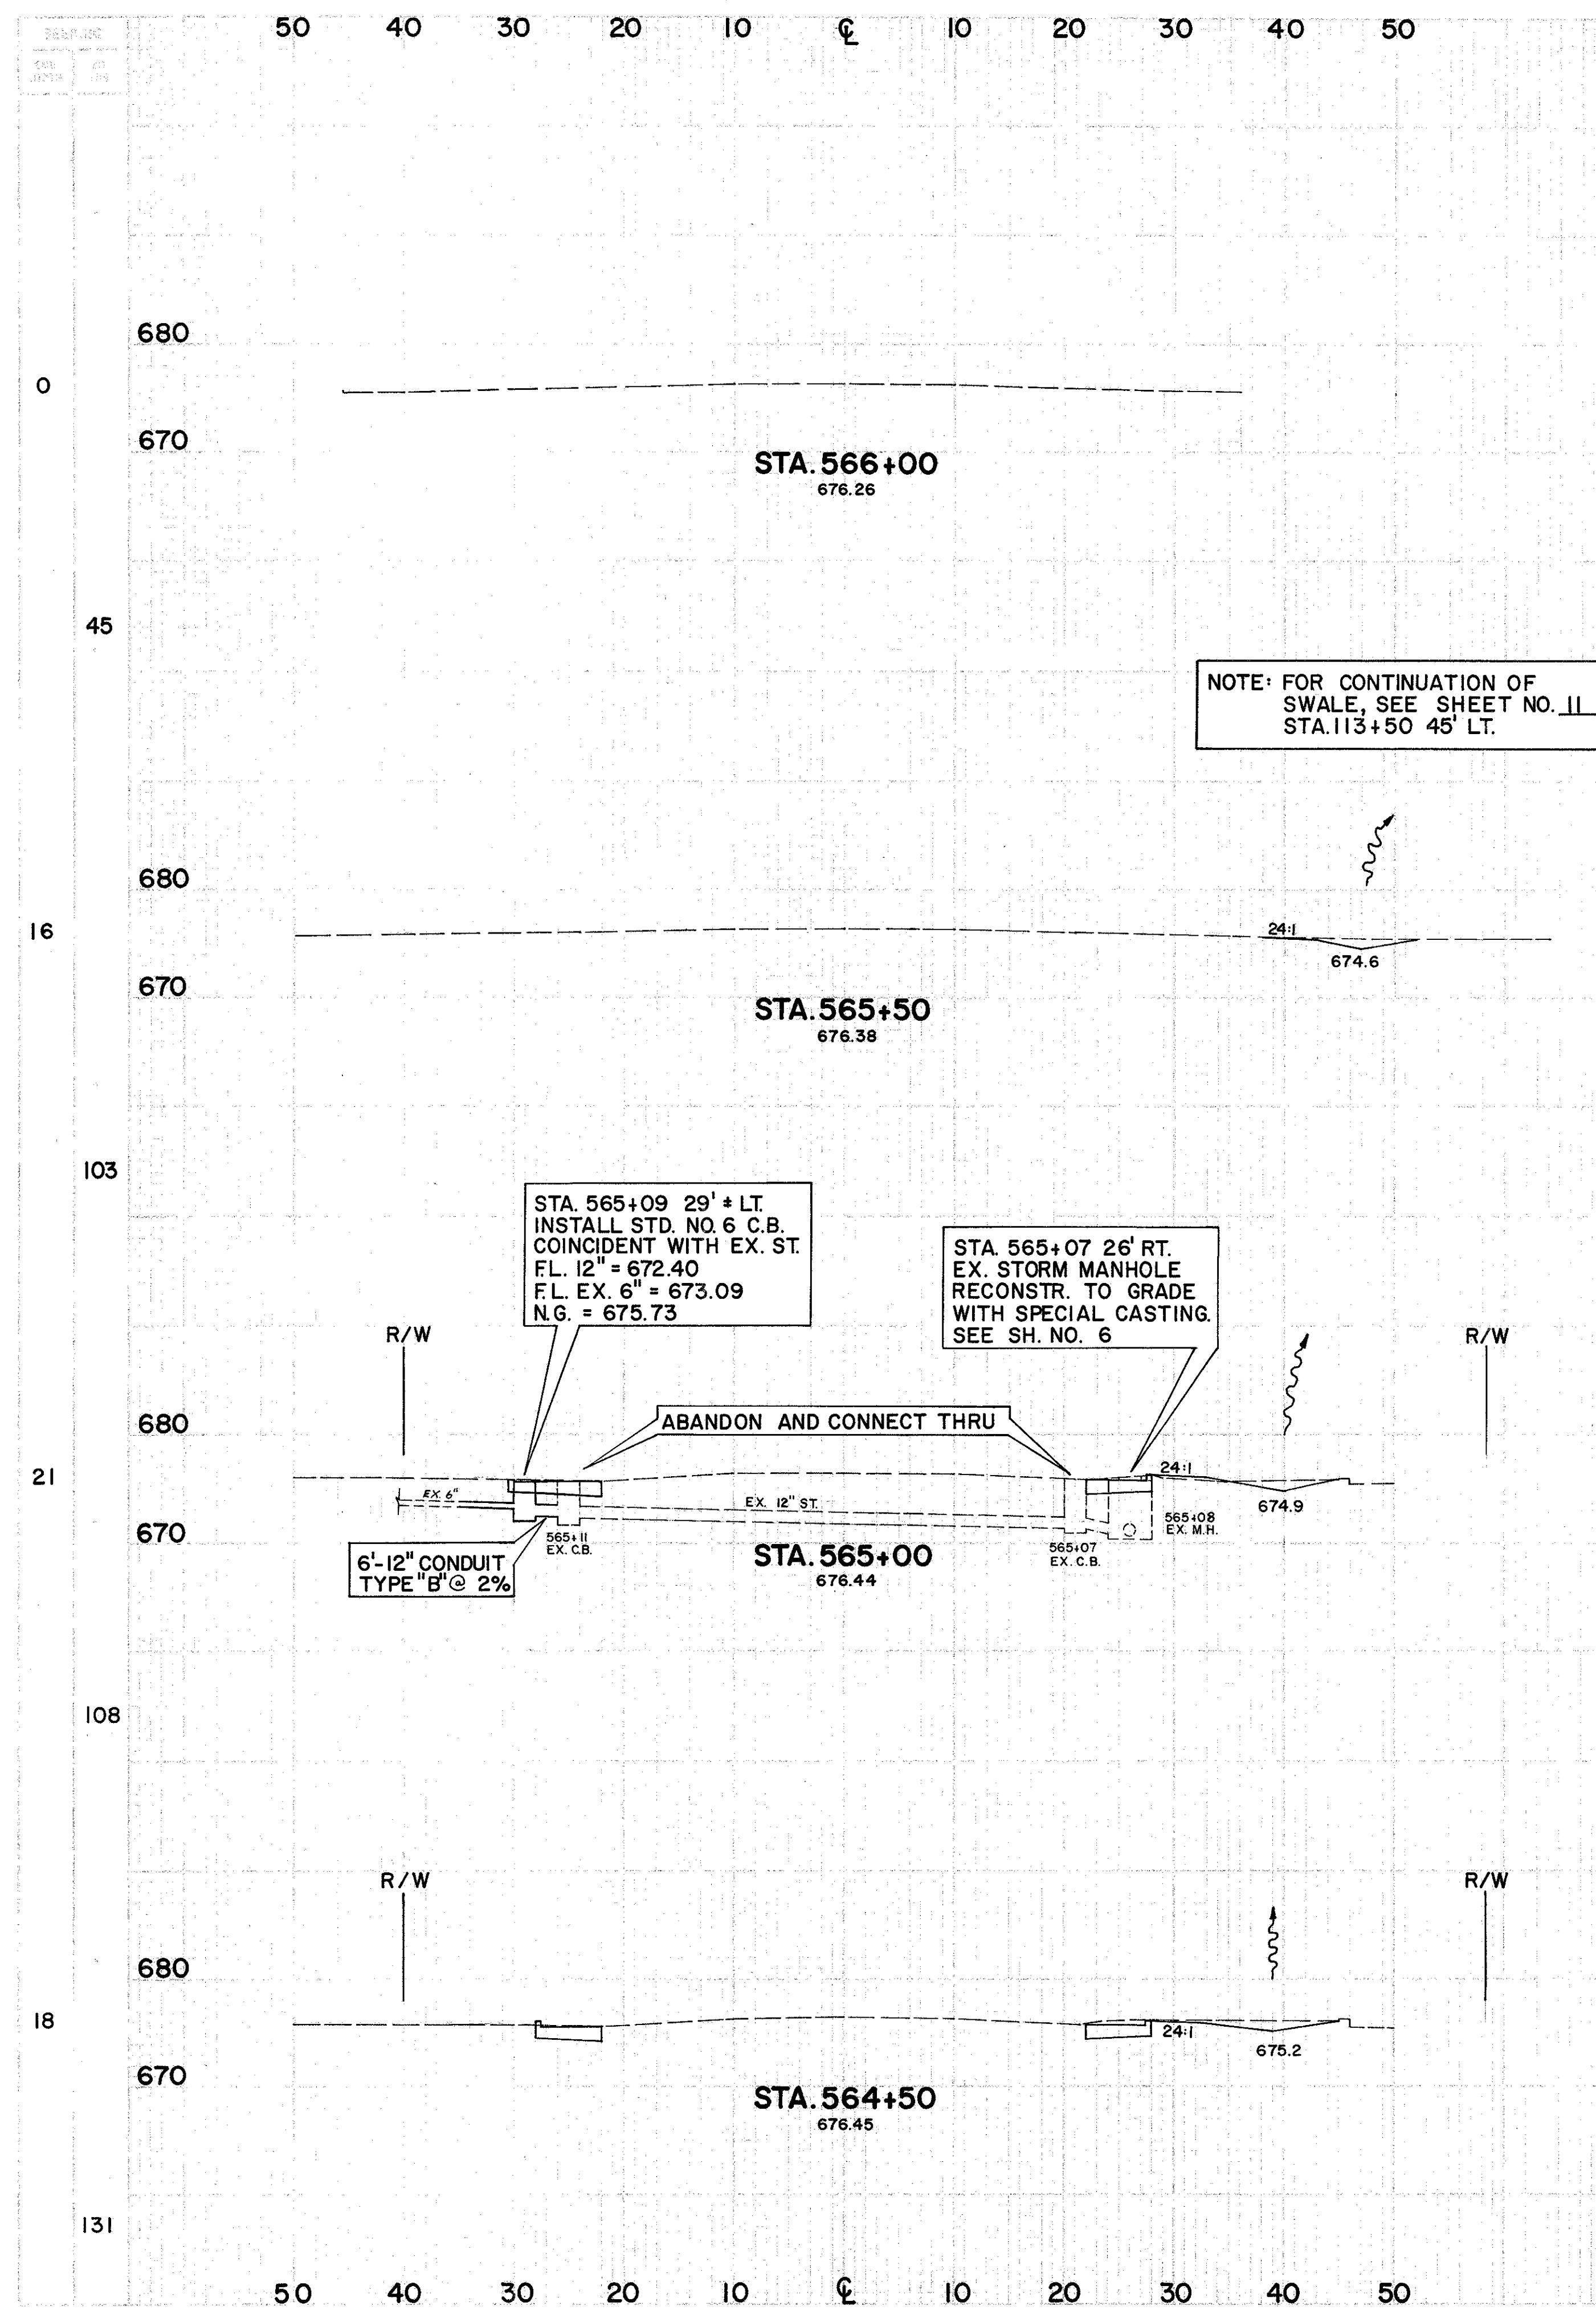 50 40 30 20 10 ℄ 10 20 30 40 50
680
0
670
STA. 566+00
676.26
45
NOTE: FOR CONTINUATION OF
SWALE, SEE SHEET NO. 11
STA. 113+50 45' LT.
680
16
24:1
674.6
670
STA. 565+50
676.38
103
STA. 565+09 29' ± LT.
INSTALL STD. NO. 6 C.B.
COINCIDENT WITH EX. ST.
F.L. 12" = 672.40
F.L. EX. 6" = 673.09
N.G. = 675.73
STA. 565+07 26' RT.
EX. STORM MANHOLE
RECONSTR. TO GRADE
WITH SPECIAL CASTING.
SEE SH. NO. 6
R/W
R/W
680
ABANDON AND CONNECT THRU
21
24:1
EX. 6"
EX. 12" ST.
674.9
670
565+11
EX. C.B.
565+08
EX. M.H.
565+07
EX. C.B.
6'-12" CONDUIT
TYPE "B" @ 2%
STA. 565+00
676.44
108
R/W
R/W
680
18
24:1
675.2
670
STA. 564+50
676.45
131
50 40 30 20 10 ℄ 10 20 30 40 50